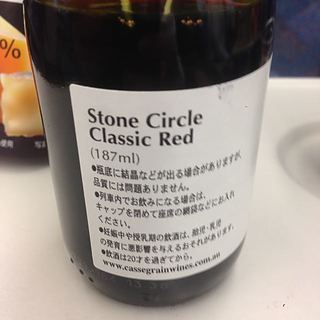 %
Stone Circle
Classic Red
(187ml)
●瓶底に結晶などが出る場合がありますが、
品質には問題ありません。
●列車内でお飲みになる場合は、
キャップを閉めて座席の網袋などにお入れ
ください。
●妊娠中や授乳期の飲酒は、胎児・乳児
の発育に悪影響を与えるおそれがあります。
●飲酒は20才を過ぎてから。
www.cassegrainwines.com.au